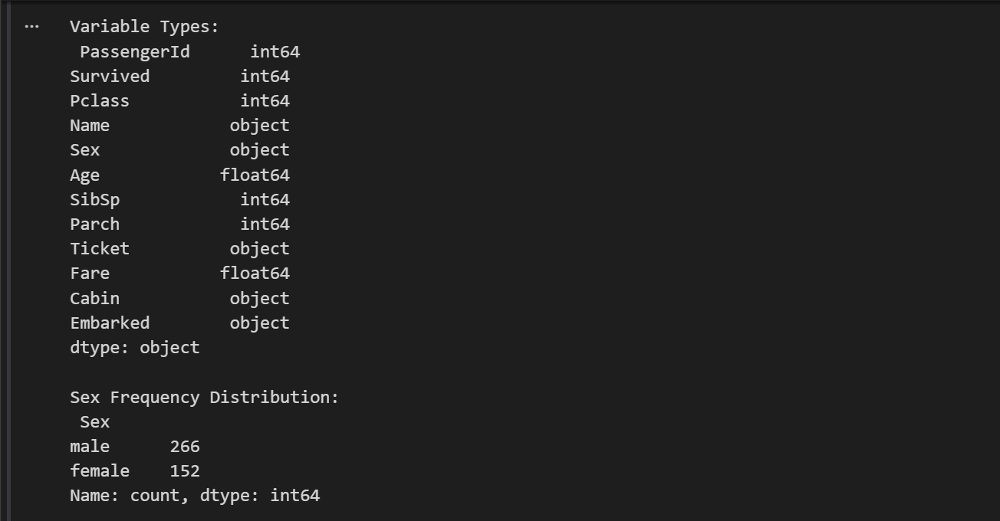 Variable Types:
 PassengerId      int64
Survived         int64
Pclass           int64
Name            object
Sex             object
Age            float64
SibSp            int64
Parch            int64
Ticket          object
Fare           float64
Cabin           object
Embarked        object
dtype: object

Sex Frequency Distribution:
 Sex
male      266
female    152
Name: count, dtype: int64